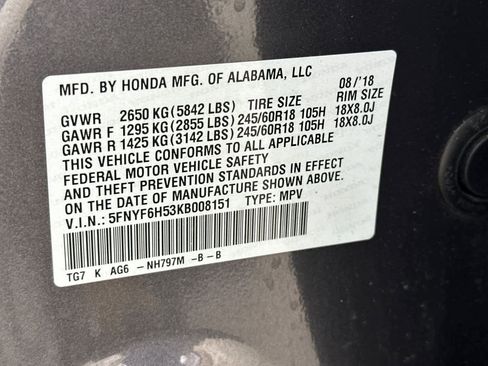 MFD. BY HONDA MFG. OF ALABAMA, LLC 08/'18
GVWR 2650 KG (5842 LBS) TIRE SIZE RIM SIZE
GAWR F 1295 KG (2855 LBS) 245/60R18 105H 18X8.0J
GAWR R 1425 KG (3142 LBS) 245/60R18 105H 18X8.0J
THIS VEHICLE CONFORMS TO ALL APPLICABLE
FEDERAL MOTOR VEHICLE SAFETY
AND THEFT PREVENTION STANDARDS IN EFFECT
ON THE DATE OF MANUFACTURE SHOWN ABOVE.
V.I.N.: 5FNYF6H53KB008151 TYPE: MPV
TG7 K AG6 -NH797M -B-B